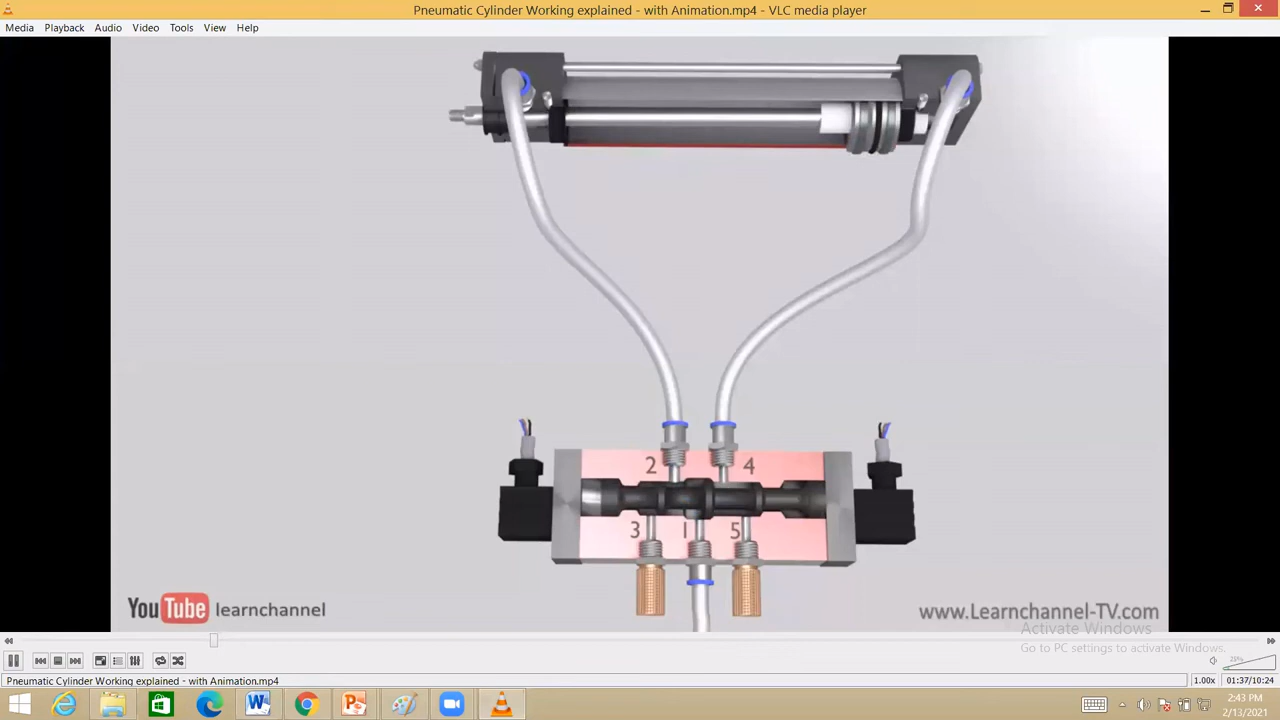 Pneumatic Cylinder Working explained - with Animation.mp4 - VLC media player
Media Playback Audio Video Tools View Help
2 4
3 1 5
YouTube learnchannel
www.Learnchannel-TV.com
Activate Windows
Go to PC settings to activate Windows.
25%
Pneumatic Cylinder Working explained - with Animation.mp4
1.00x
01:37/10:24
2:43 PM
2/13/2021